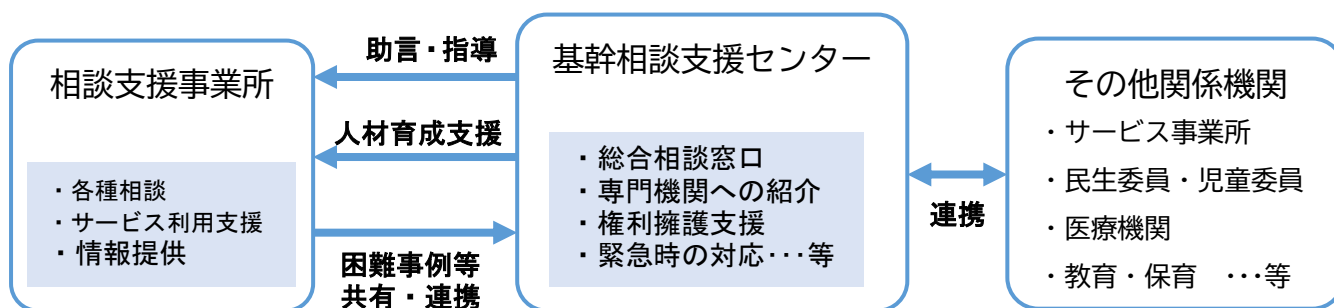 相談支援事業所
・各種相談
・サービス利用支援
・情報提供
助言・指導
人材育成支援
困難事例等
共有・連携
基幹相談支援センター
・総合相談窓口
・専門機関への紹介
・権利擁護支援
・緊急時の対応･･･等
連携
その他関係機関
・サービス事業所
・民生委員・児童委員
・医療機関
・教育・保育　･･･等